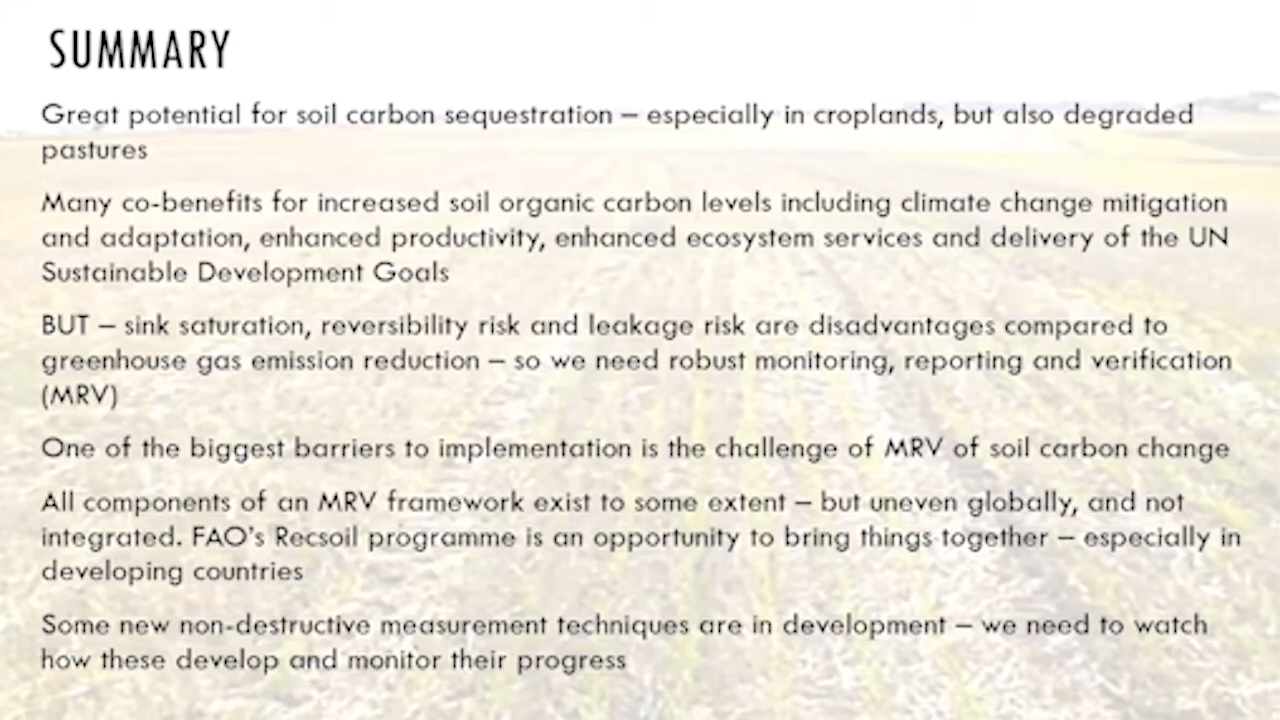 SUMMARY
Great potential for soil carbon sequestration – especially in croplands, but also degraded
pastures
Many co-benefits for increased soil organic carbon levels including climate change mitigation
and adaptation, enhanced productivity, enhanced ecosystem services and delivery of the UN
Sustainable Development Goals
BUT – sink saturation, reversibility risk and leakage risk are disadvantages compared to
greenhouse gas emission reduction – so we need robust monitoring, reporting and verification
(MRV)
One of the biggest barriers to implementation is the challenge of MRV of soil carbon change
All components of an MRV framework exist to some extent – but uneven globally, and not
integrated. FAO's Recsoil programme is an opportunity to bring things together – especially in
developing countries
Some new non-destructive measurement techniques are in development – we need to watch
how these develop and monitor their progress